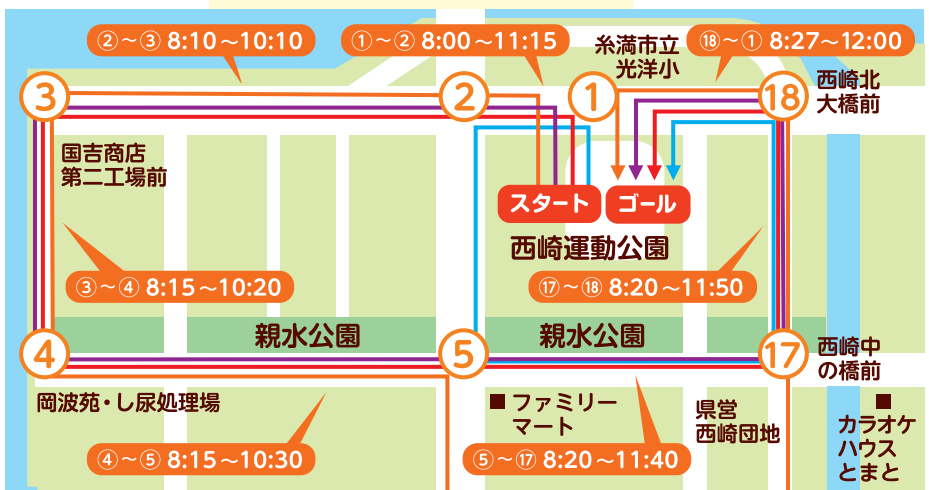 ②～③ 8:10～10:10
①～② 8:00～11:15
糸満市立
光洋小
⑱～① 8:27～12:00
3
2
1
18
西崎北
大橋前
国吉商店
第二工場前
スタート
ゴール
西崎運動公園
③～④ 8:15～10:20
⑰～⑱ 8:20～11:50
親水公園
親水公園
4
5
17
西崎中
の橋前
岡波苑・し尿処理場
■ファミリー
マート
県営
西崎団地
■
カラオケ
ハウス
とまと
④～⑤ 8:15～10:30
⑤～⑰ 8:20～11:40